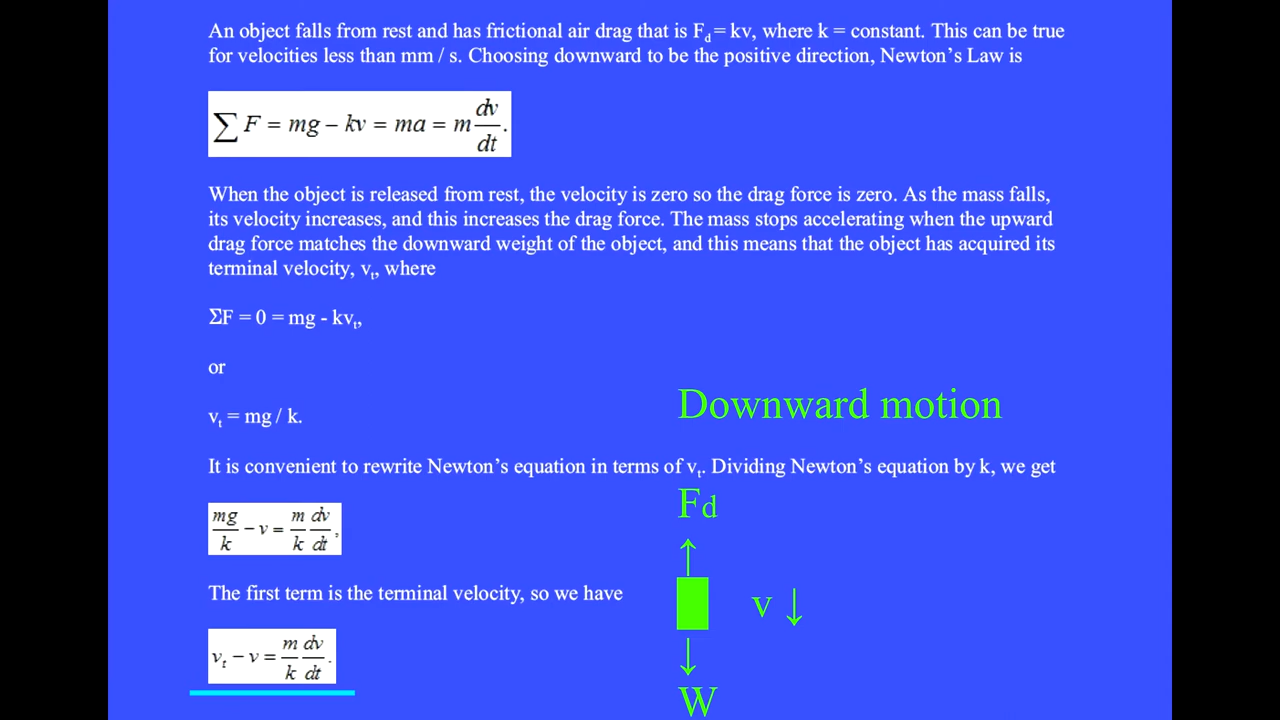 An object falls from rest and has frictional air drag that is Fd = kv, where k = constant. This can be true
for velocities less than mm / s. Choosing downward to be the positive direction, Newton's Law is
∑ F = mg − kv = ma = m dv/dt.
When the object is released from rest, the velocity is zero so the drag force is zero. As the mass falls,
its velocity increases, and this increases the drag force. The mass stops accelerating when the upward
drag force matches the downward weight of the object, and this means that the object has acquired its
terminal velocity, vt, where
ΣF = 0 = mg - kvt,
or
vt = mg / k.
Downward motion
It is convenient to rewrite Newton's equation in terms of vt. Dividing Newton's equation by k, we get
mg/k − v = m/k dv/dt,
The first term is the terminal velocity, so we have
vt − v = m/k dv/dt.
Fd
↑
v ↓
↓
W